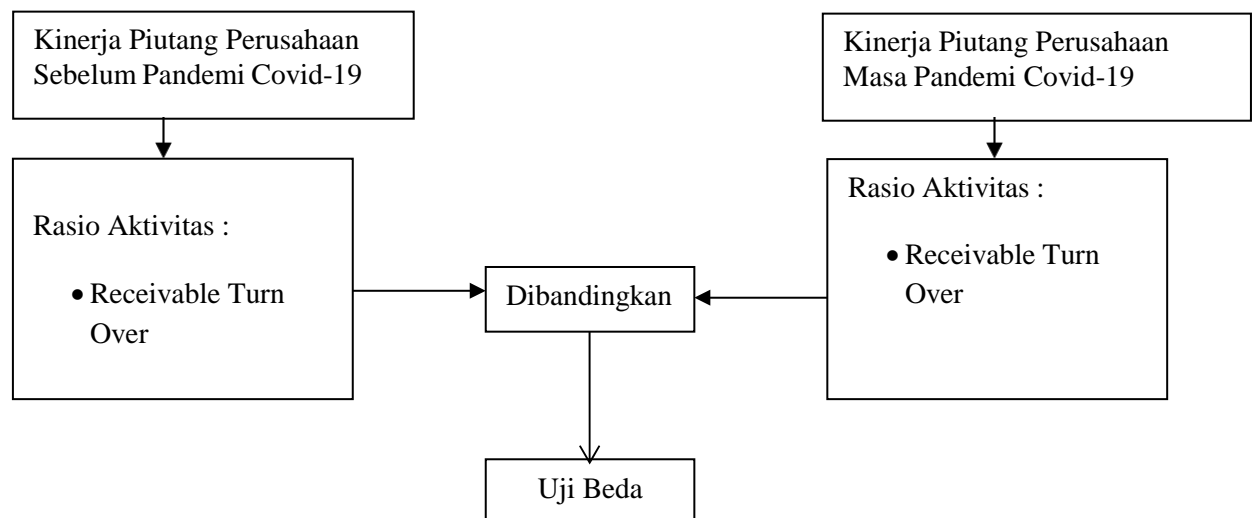 Kinerja Piutang Perusahaan
Sebelum Pandemi Covid-19
Kinerja Piutang Perusahaan
Masa Pandemi Covid-19
Rasio Aktivitas :
• Receivable Turn
Over
Rasio Aktivitas :
• Receivable Turn
Over
Dibandingkan
Uji Beda